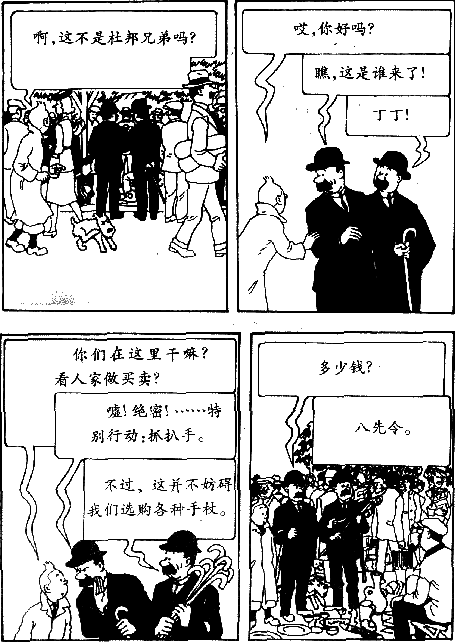 啊,这不是杜邦兄弟吗?
哎,你好吗?
瞧,这是谁来了!
丁丁!
你们在这里干嘛?
看人家做买卖?
嘘!绝密!……特
别行动:抓扒手。
不过,这并不妨碍
我们选购各种手杖。
多少钱?
八先令。